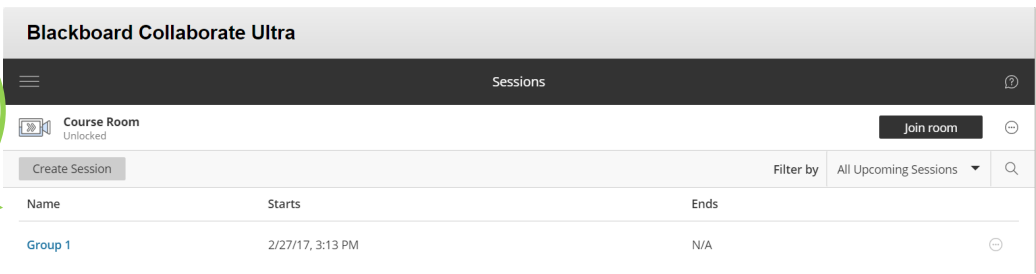 Blackboard Collaborate Ultra
Sessions
Course Room
Unlocked
Join room
Create Session
Filter by All Upcoming Sessions
Name Starts Ends
Group 1 2/27/17, 3:13 PM N/A